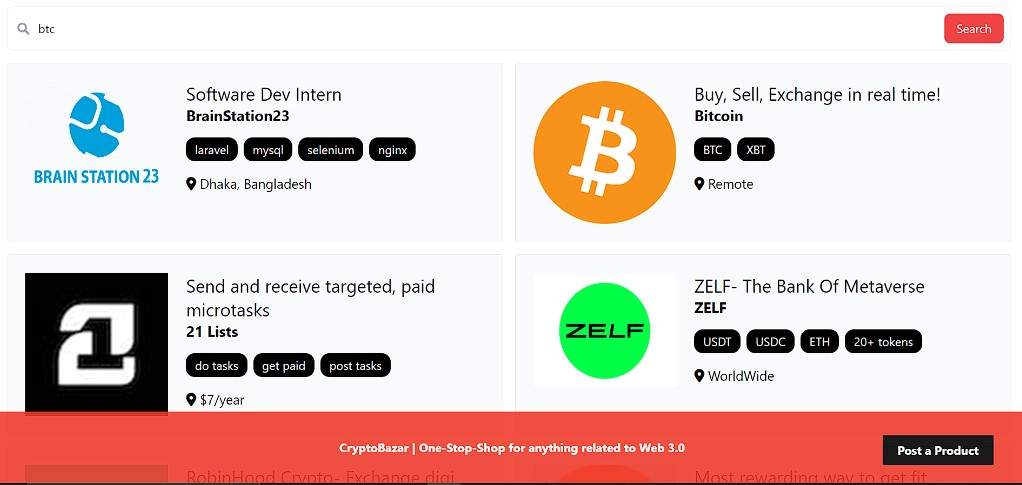 btc
Search
BRAIN STATION 23
Software Dev Intern
BrainStation23
laravel mysql selenium nginx
Dhaka, Bangladesh
Buy, Sell, Exchange in real time!
Bitcoin
BTC XBT
Remote
Send and receive targeted, paid
microtasks
21 Lists
do tasks get paid post tasks
$7/year
ZELF
ZELF- The Bank Of Metaverse
ZELF
USDT USDC ETH 20+ tokens
WorldWide
CryptoBazar | One-Stop-Shop for anything related to Web 3.0
Post a Product
RobinHood Crypto- Exchange digi
Most rewarding way to get fit